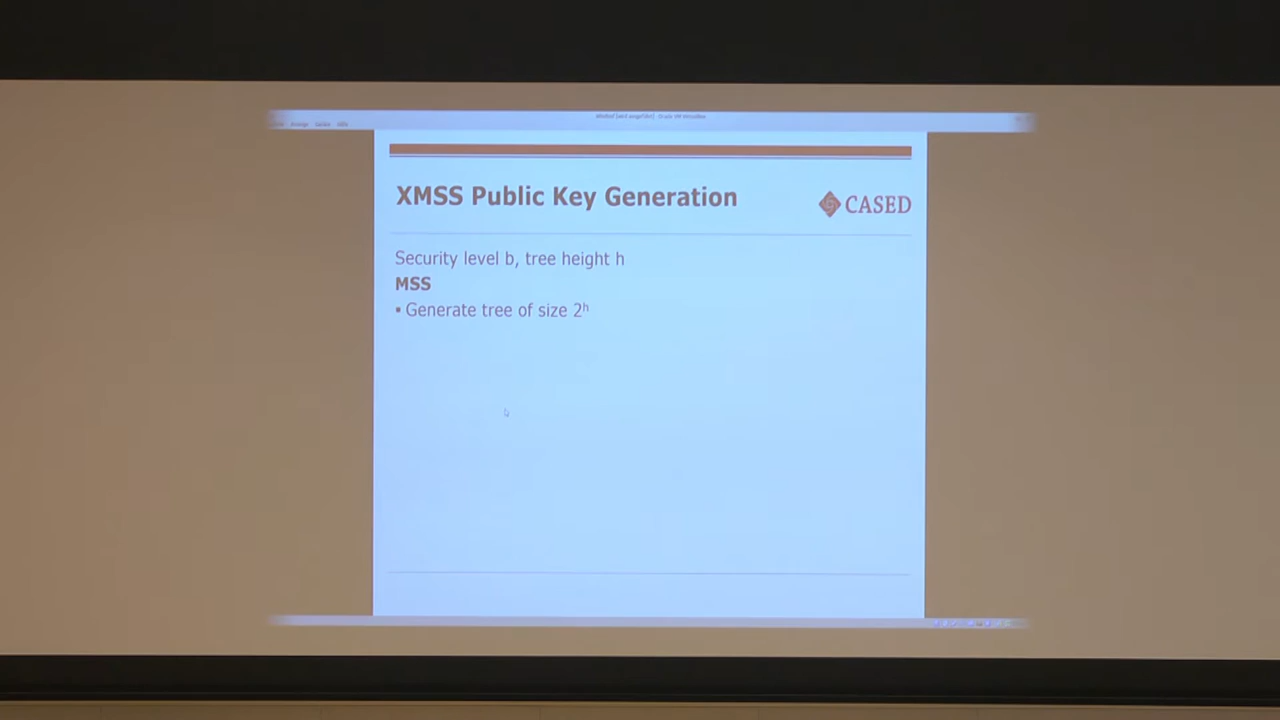 XMSS Public Key Generation
CASED
Security level b, tree height h
MSS
▪ Generate tree of size 2ʰ